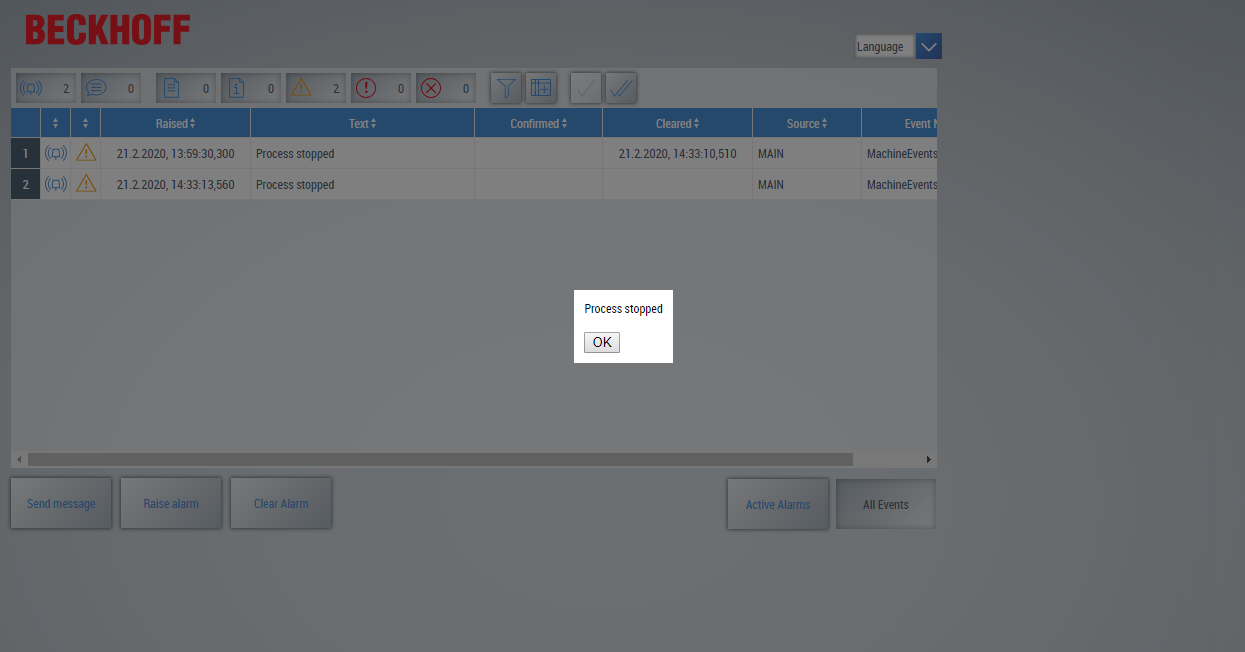 BECKHOFF
Language
2 0 0 0 2 0 0
Raised Text Confirmed Cleared Source Event
1 21.2.2020, 13:59:30,300 Process stopped 21.2.2020, 14:33:10,510 MAIN MachineEvents
2 21.2.2020, 14:33:13,560 Process stopped MAIN MachineEvents
Process stopped
OK
Send message Raise alarm Clear Alarm Active Alarms All Events